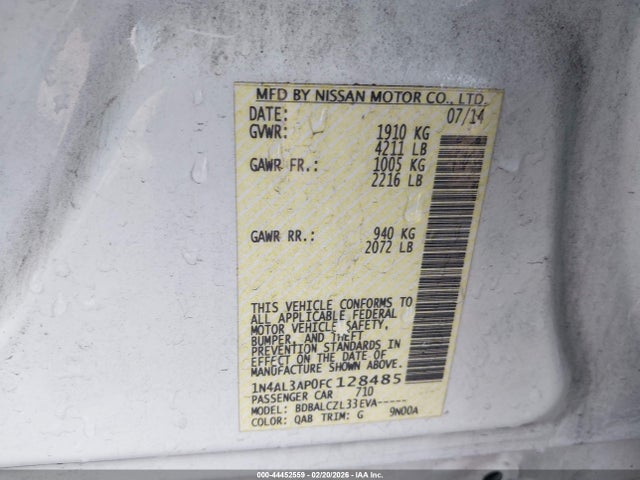 MFD BY NISSAN MOTOR CO., LTD.
DATE: 07/14
GVWR: 1910 KG
4211 LB
GAWR FR.: 1005 KG
2216 LB
GAWR RR.: 940 KG
2072 LB
THIS VEHICLE CONFORMS TO
ALL APPLICABLE FEDERAL
MOTOR VEHICLE SAFETY,
BUMPER, AND THEFT
PREVENTION STANDARDS IN
EFFECT ON THE DATE OF
MANUFACTURE SHOWN ABOVE.
1N4AL3AP0FC128485
PASSENGER CAR 710
MODEL: BDBALCZL33EVA-----
COLOR: QAB TRIM: G 9N00A
000-44452559 - 02/20/2026 - IAA, Inc.